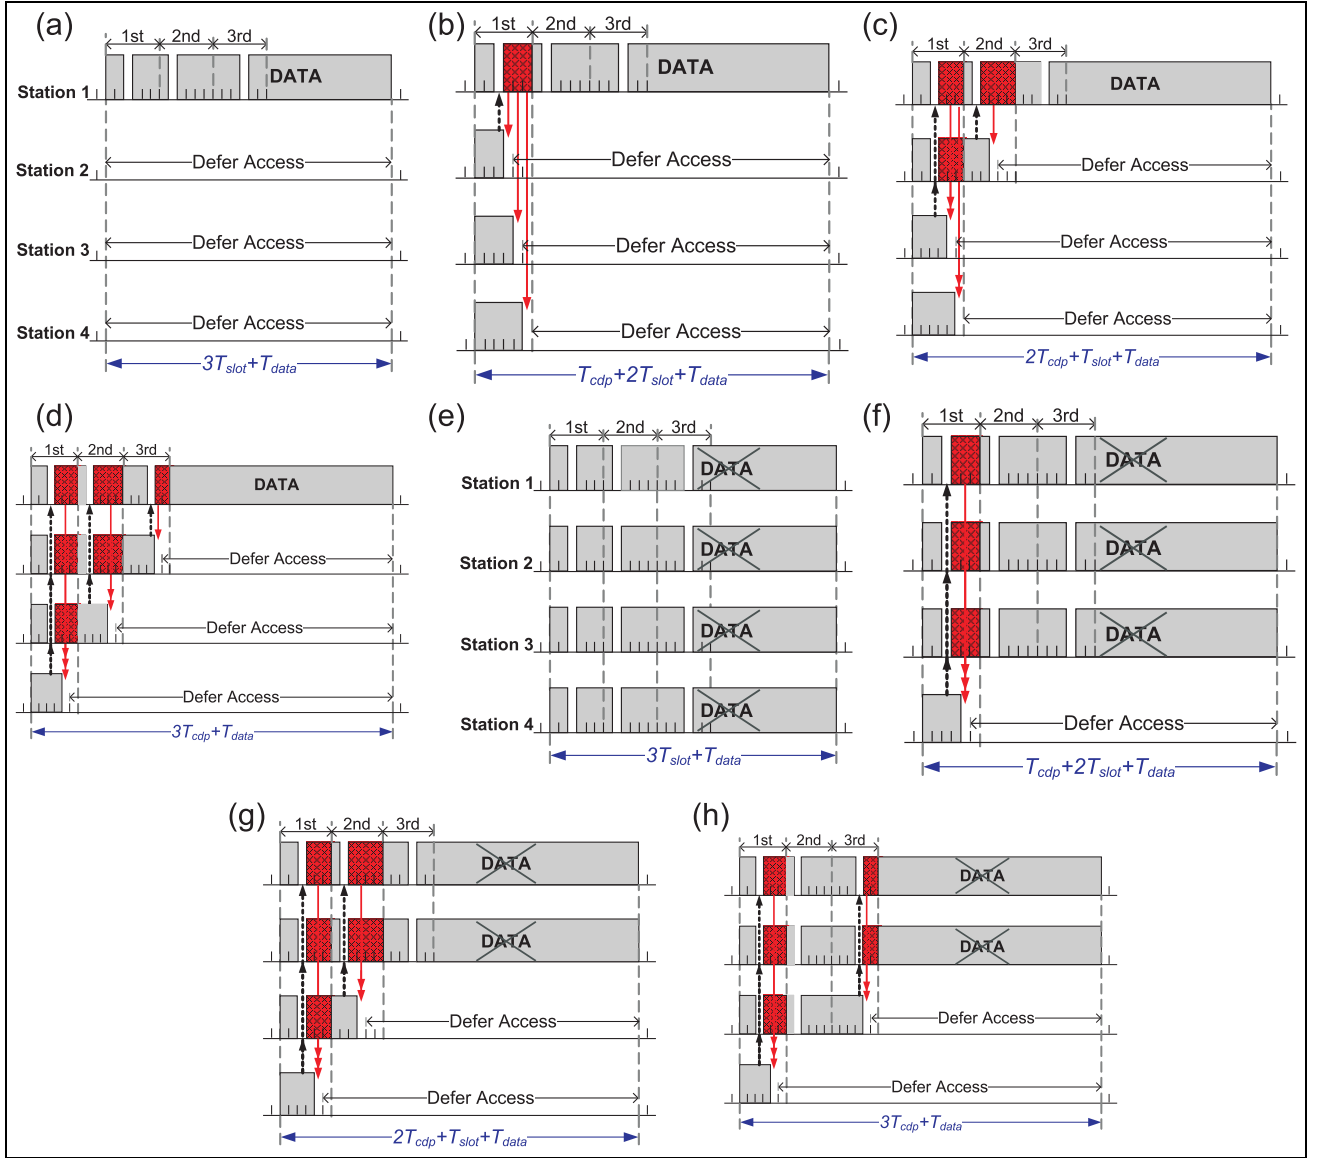 (a)
1st 2nd 3rd
DATA
Station 1
Defer Access
Station 2
Defer Access
Station 3
Defer Access
Station 4
3Tslot+Tdata
(b)
1st 2nd 3rd
DATA
Defer Access
Defer Access
Defer Access
Tcdp+2Tslot+Tdata
(c)
1st 2nd 3rd
DATA
Defer Access
Defer Access
Defer Access
2Tcdp+Tslot+Tdata
(d)
1st 2nd 3rd
DATA
Defer Access
Defer Access
Defer Access
3Tcdp+Tdata
(e)
1st 2nd 3rd
DATA
Station 1
DATA
Station 2
DATA
Station 3
DATA
Station 4
3Tslot+Tdata
(f)
1st 2nd 3rd
DATA
DATA
DATA
Defer Access
Tcdp+2Tslot+Tdata
(g)
1st 2nd 3rd
DATA
DATA
Defer Access
Defer Access
2Tcdp+Tslot+Tdata
(h)
1st 2nd 3rd
DATA
DATA
Defer Access
Defer Access
3Tcdp+Tdata